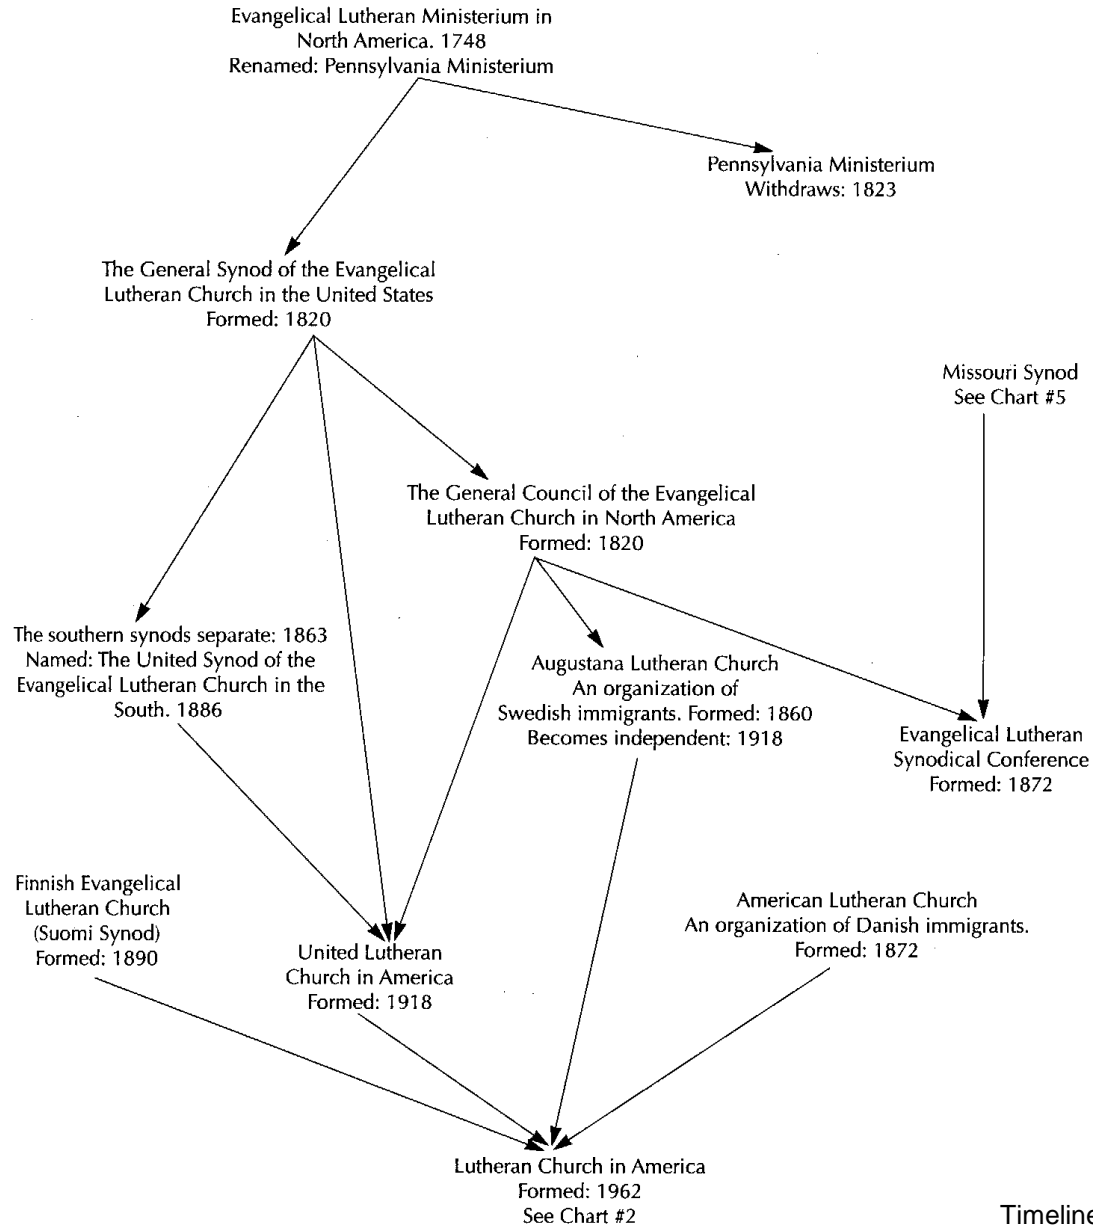 Evangelical Lutheran Ministerium in
North America. 1748
Renamed: Pennsylvania Ministerium
Pennsylvania Ministerium
Withdraws: 1823
The General Synod of the Evangelical
Lutheran Church in the United States
Formed: 1820
Missouri Synod
See Chart #5
The General Council of the Evangelical
Lutheran Church in North America
Formed: 1820
The southern synods separate: 1863
Named: The United Synod of the
Evangelical Lutheran Church in the
South. 1886
Augustana Lutheran Church
An organization of
Swedish immigrants. Formed: 1860
Becomes independent: 1918
Evangelical Lutheran
Synodical Conference
Formed: 1872
Finnish Evangelical
Lutheran Church
(Suomi Synod)
Formed: 1890
United Lutheran
Church in America
Formed: 1918
American Lutheran Church
An organization of Danish immigrants.
Formed: 1872
Lutheran Church in America
Formed: 1962
See Chart #2
Timeline